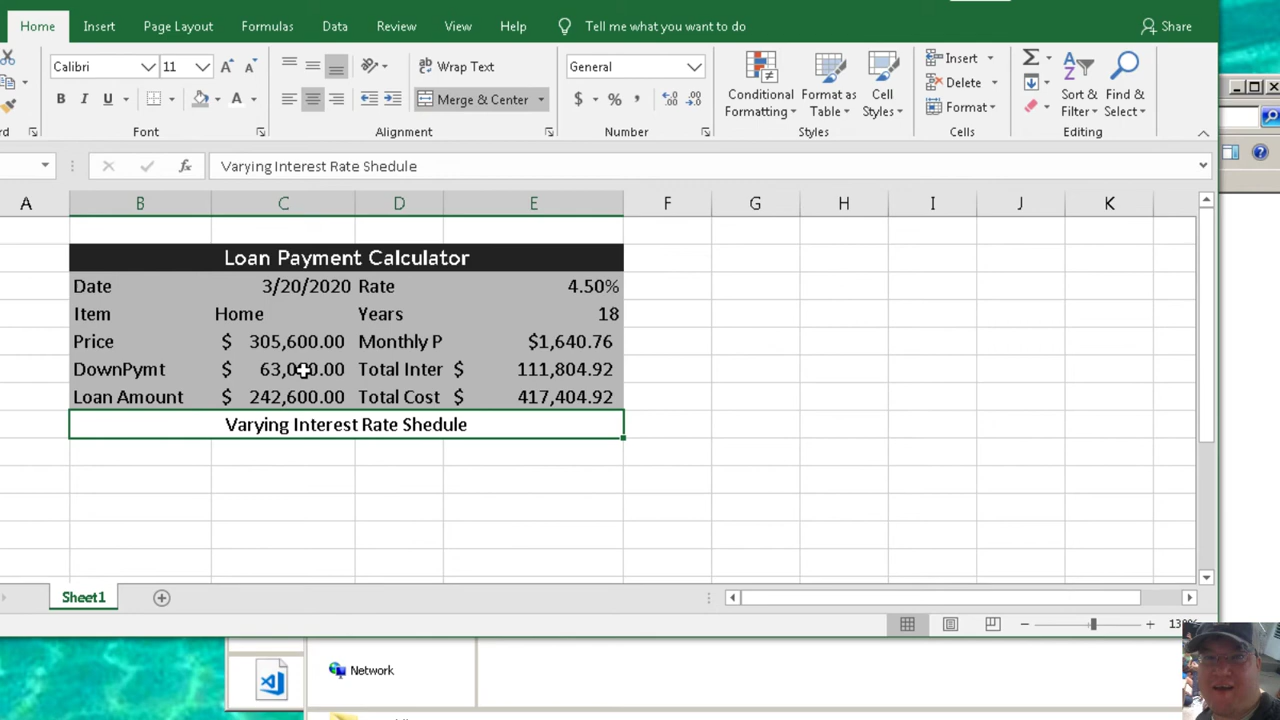 Home Insert Page Layout Formulas Data Review View Help Tell me what you want to do Share
Calibri 11 Wrap Text General Insert
B I U Merge & Center $ % Conditional Formatting Format as Table Cell Styles Delete Sort & Filter Find & Select
Format
rd Font Alignment Number Styles Cells Editing
fx Varying Interest Rate Shedule
A B C D E F G H I J K
Loan Payment Calculator
Date 3/20/2020 Rate 4.50%
Item Home Years 18
Price $ 305,600.00 Monthly P $1,640.76
DownPymt $ 63,000.00 Total Inter $ 111,804.92
Loan Amount $ 242,600.00 Total Cost $ 417,404.92
Varying Interest Rate Shedule
Sheet1
Network